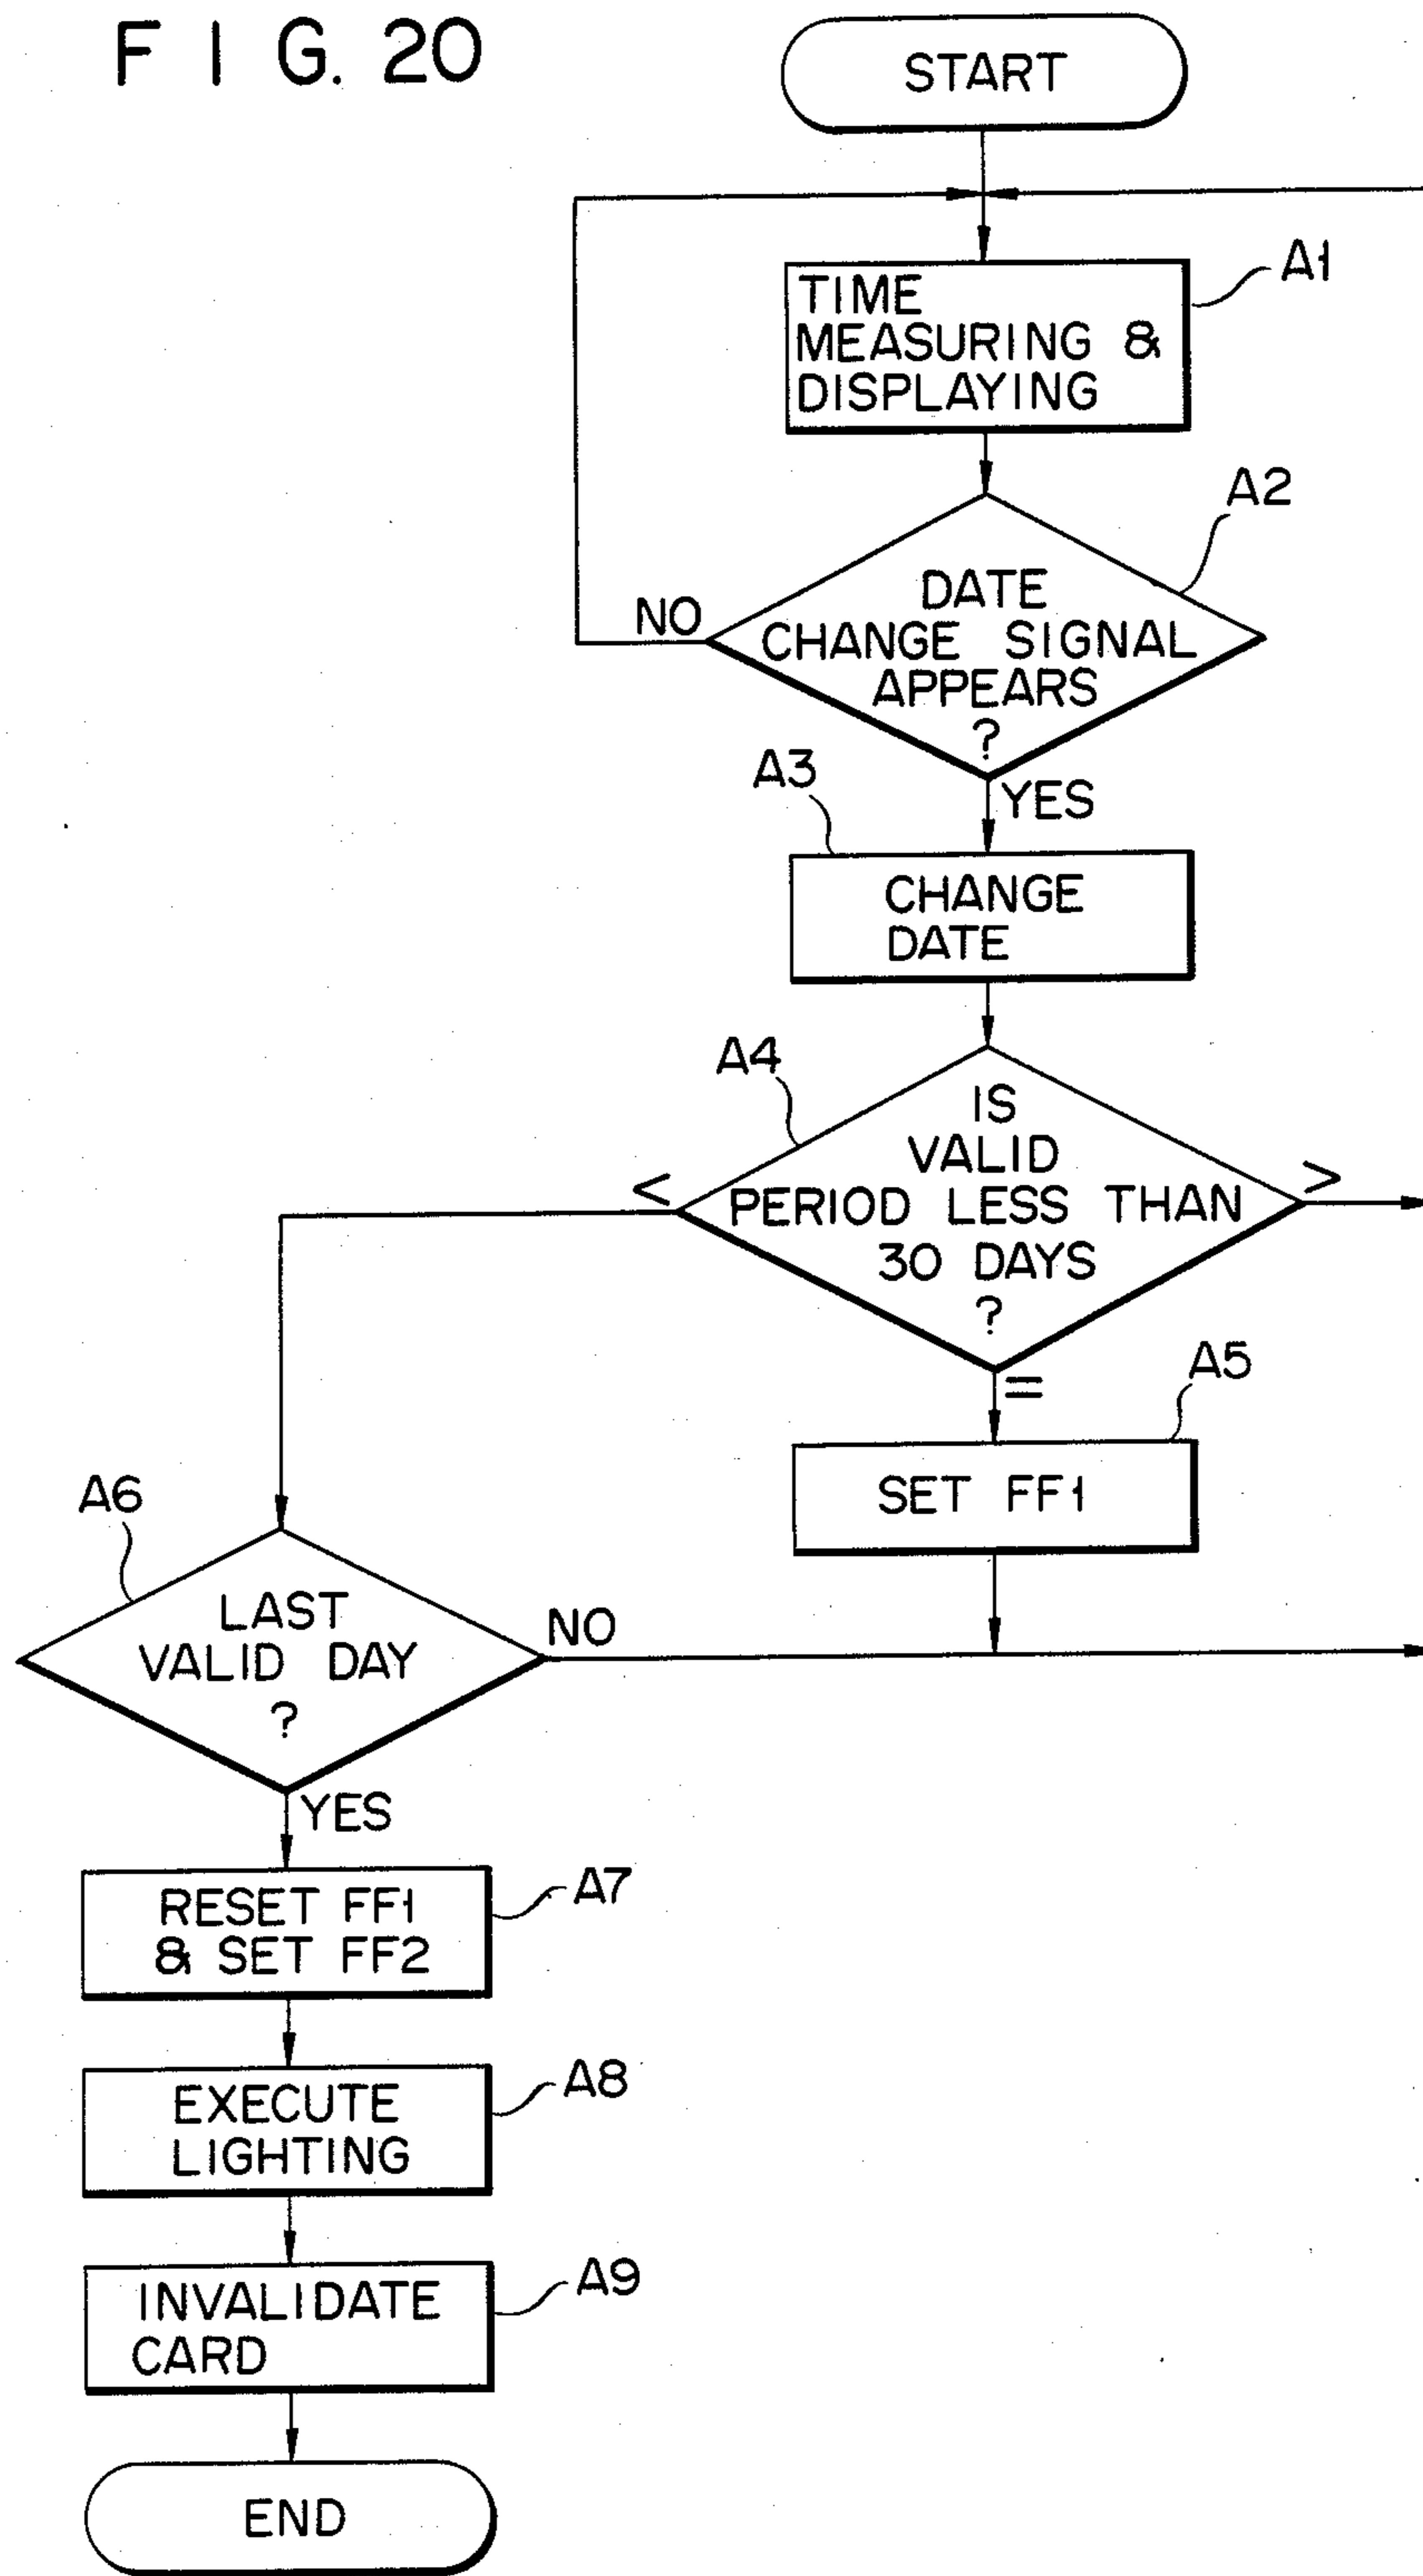 FIG. 20
START
A1
TIME
MEASURING &
DISPLAYING
A2
DATE
CHANGE SIGNAL
APPEARS
?
NO
YES
A3
CHANGE
DATE
A4
IS
VALID
PERIOD LESS THAN
30 DAYS
?
<
>
=
A5
SET FF1
A6
LAST
VALID DAY
?
NO
YES
A7
RESET FF1
& SET FF2
A8
EXECUTE
LIGHTING
A9
INVALIDATE
CARD
END